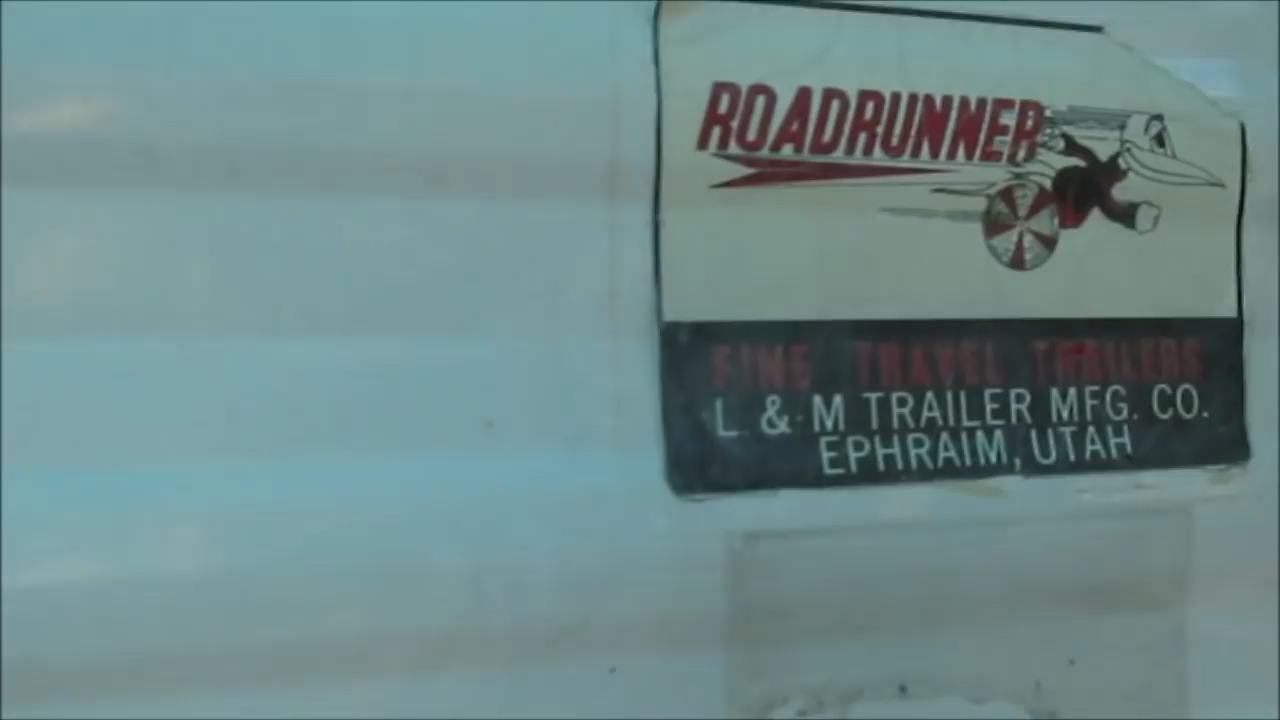 ROADRUNNER
FINE TRAVEL TRAILERS
L & M TRAILER MFG. CO.
EPHRAIM, UTAH